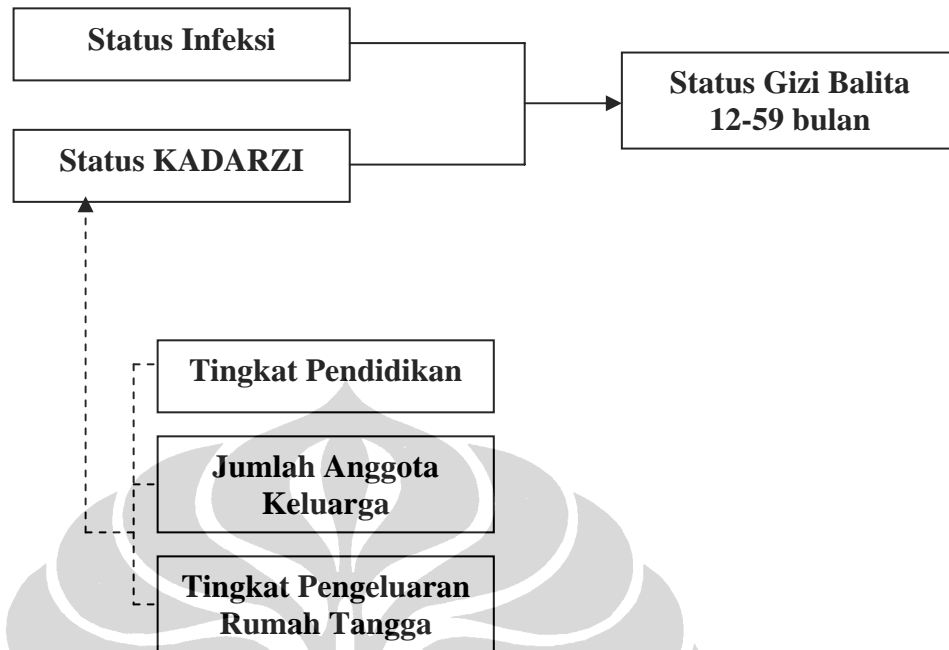 Status Infeksi
Status Gizi Balita
12-59 bulan
Status KADARZI
Tingkat Pendidikan
Jumlah Anggota
Keluarga
Tingkat Pengeluaran
Rumah Tangga